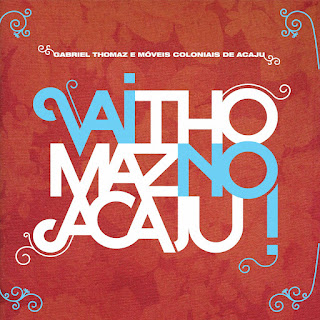 GABRIEL THOMAZ E MÓVEIS COLONIAIS DE ACAJU
VAI THO
MAZ NO
ACAJU !